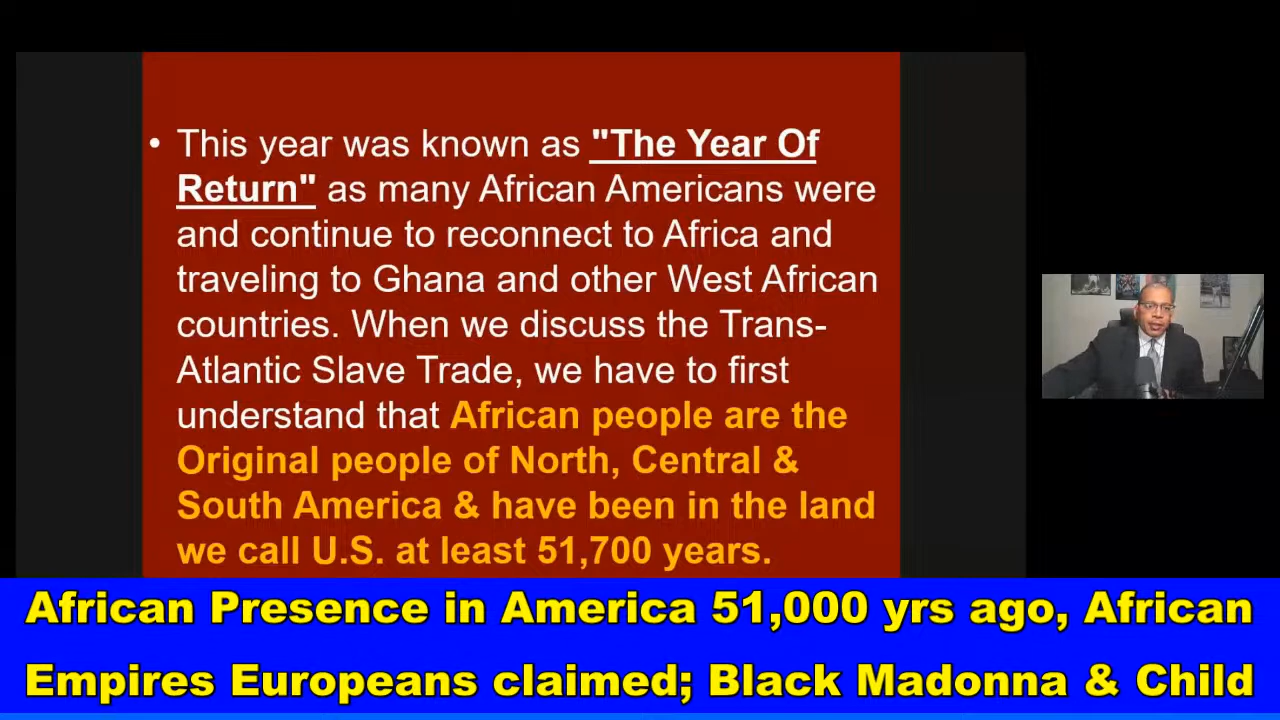 • This year was known as "The Year Of
Return" as many African Americans were
and continue to reconnect to Africa and
traveling to Ghana and other West African
countries. When we discuss the Trans-
Atlantic Slave Trade, we have to first
understand that African people are the
Original people of North, Central &
South America & have been in the land
we call U.S. at least 51,700 years.
African Presence in America 51,000 yrs ago, African
Empires Europeans claimed; Black Madonna & Child